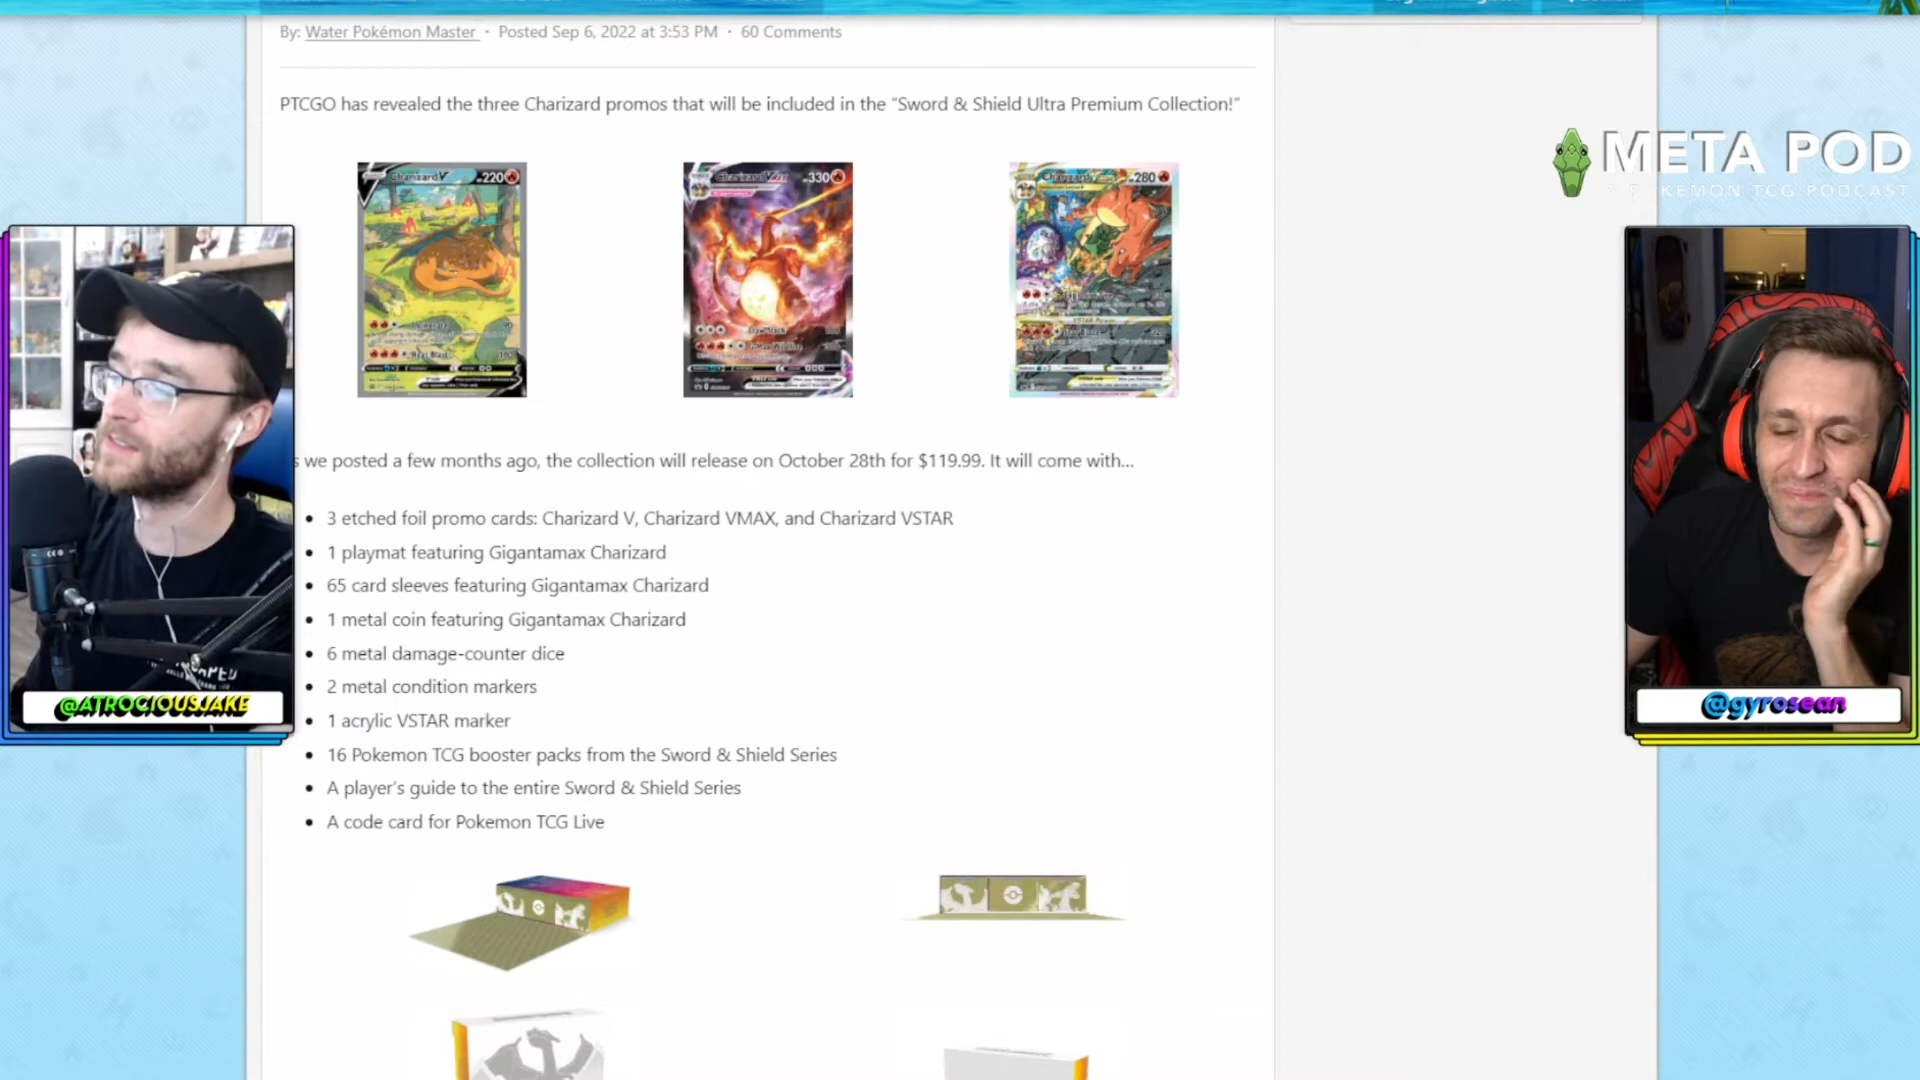 By: Water Pokémon Master · Posted Sep 6, 2022 at 3:53 PM · 60 Comments
PTCGO has revealed the three Charizard promos that will be included in the “Sword & Shield Ultra Premium Collection!”
META POD
A POKEMON TCG PODCAST
Charizard V 220
Charizard 330
Charizard 280
s we posted a few months ago, the collection will release on October 28th for $119.99. It will come with...
• 3 etched foil promo cards: Charizard V, Charizard VMAX, and Charizard VSTAR
• 1 playmat featuring Gigantamax Charizard
• 65 card sleeves featuring Gigantamax Charizard
• 1 metal coin featuring Gigantamax Charizard
• 6 metal damage-counter dice
• 2 metal condition markers
• 1 acrylic VSTAR marker
• 16 Pokemon TCG booster packs from the Sword & Shield Series
• A player’s guide to the entire Sword & Shield Series
• A code card for Pokemon TCG Live
@ATROCIOUSJAKE
@gyrosean